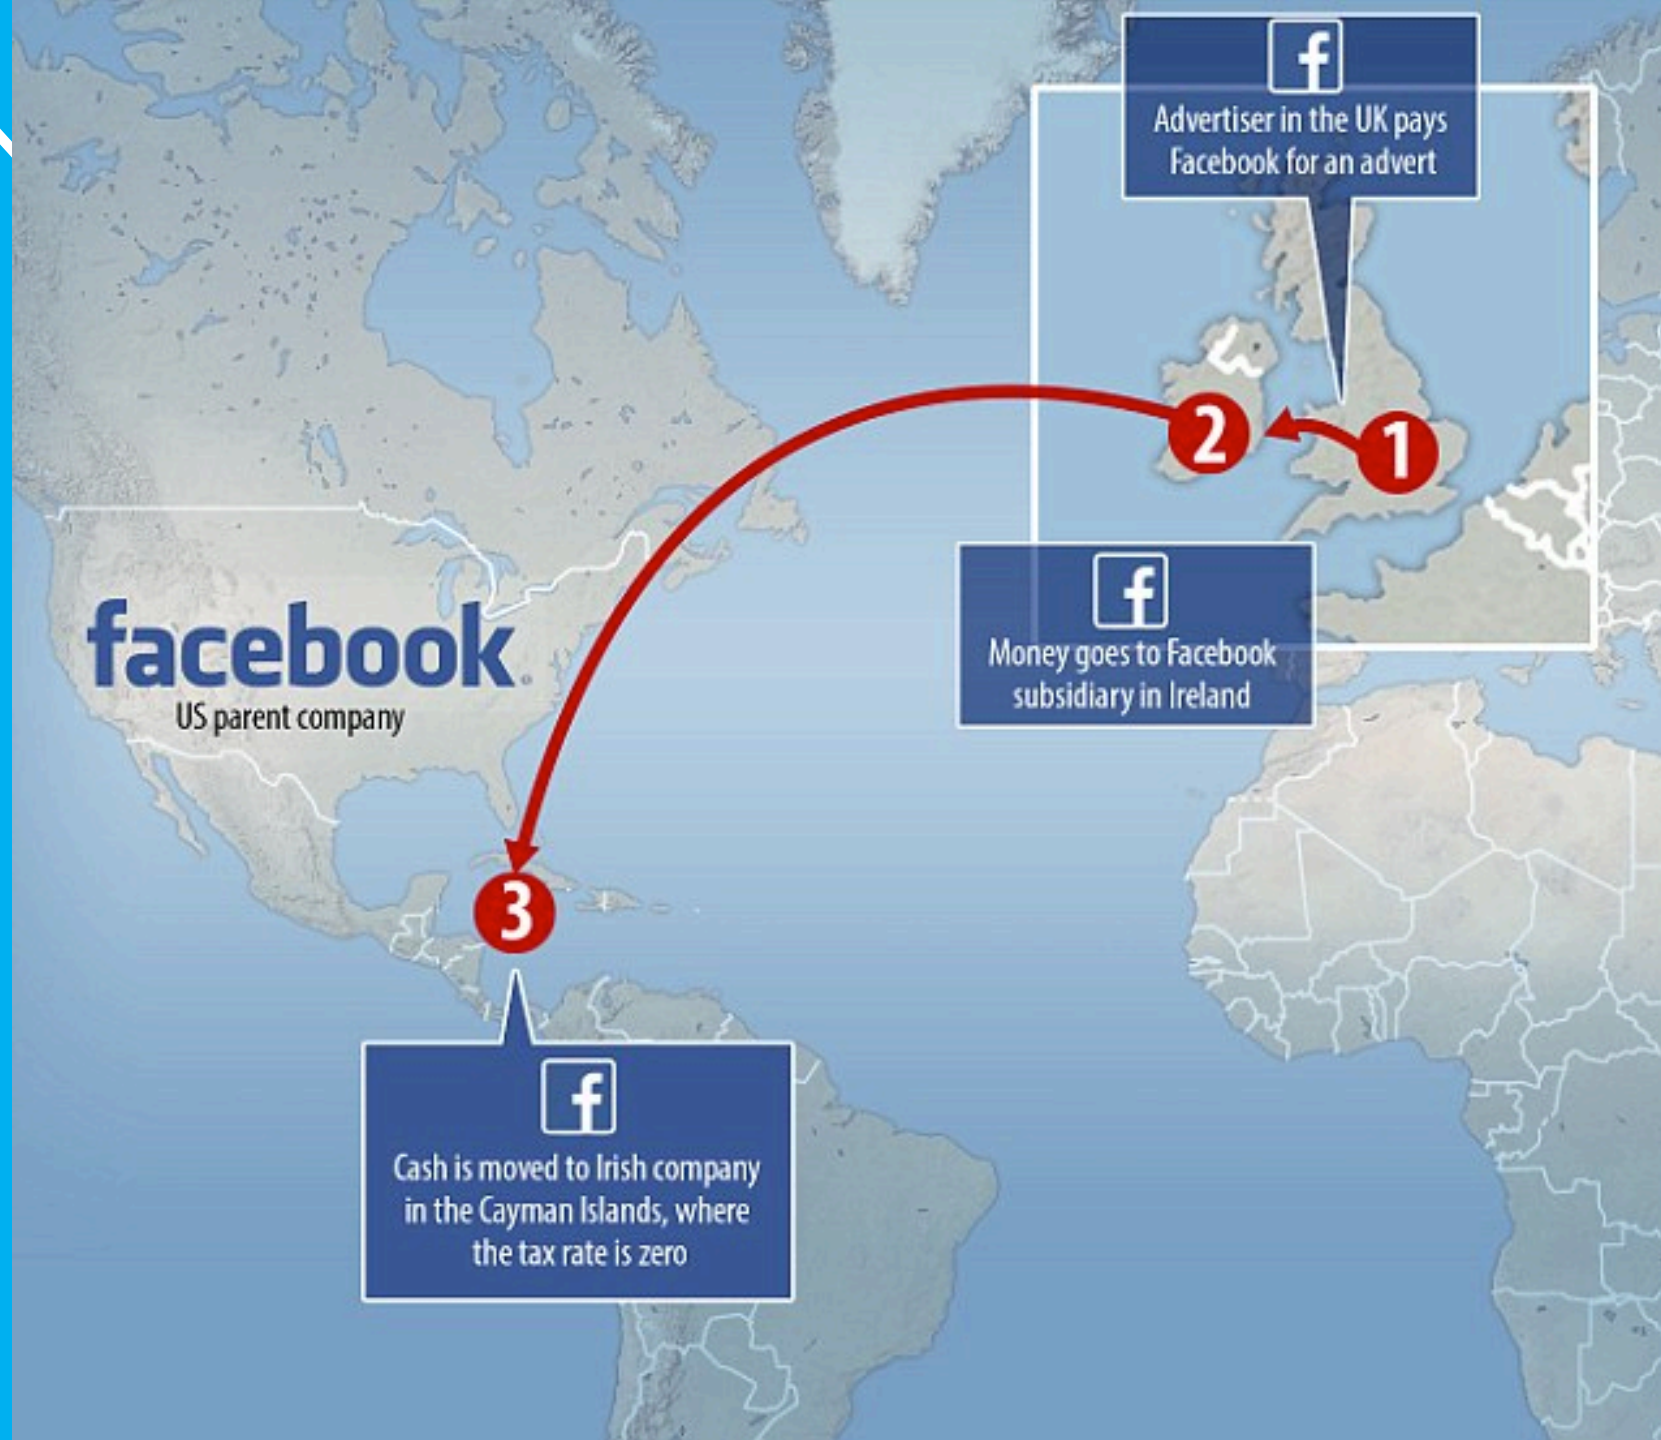 f
Advertiser in the UK pays
Facebook for an advert
2
1
f
Money goes to Facebook
subsidiary in Ireland
facebook.
US parent company
3
f
Cash is moved to Irish company
in the Cayman Islands, where
the tax rate is zero